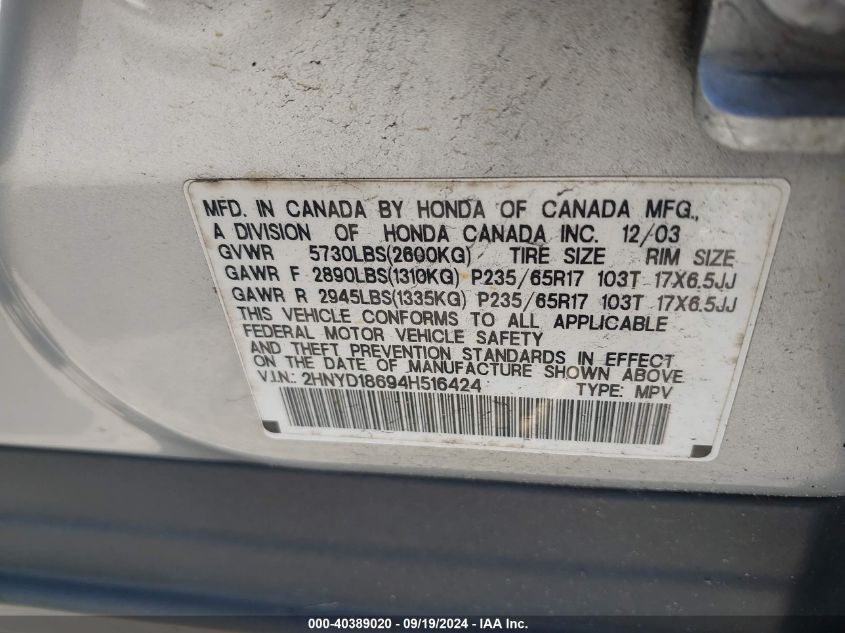 MFD. IN CANADA BY HONDA OF CANADA MFG.,
A DIVISION OF HONDA CANADA INC. 12/03
GVWR 5730LBS(2600KG) TIRE SIZE RIM SIZE
GAWR F 2890LBS(1310KG) P235/65R17 103T 17X6.5JJ
GAWR R 2945LBS(1335KG) P235/65R17 103T 17X6.5JJ
THIS VEHICLE CONFORMS TO ALL APPLICABLE
FEDERAL MOTOR VEHICLE SAFETY
AND THEFT PREVENTION STANDARDS IN EFFECT
ON THE DATE OF MANUFACTURE SHOWN ABOVE
V.I.N.: 2HNYD18694H516424 TYPE: MPV
000-40389020 - 09/19/2024 - IAA Inc.